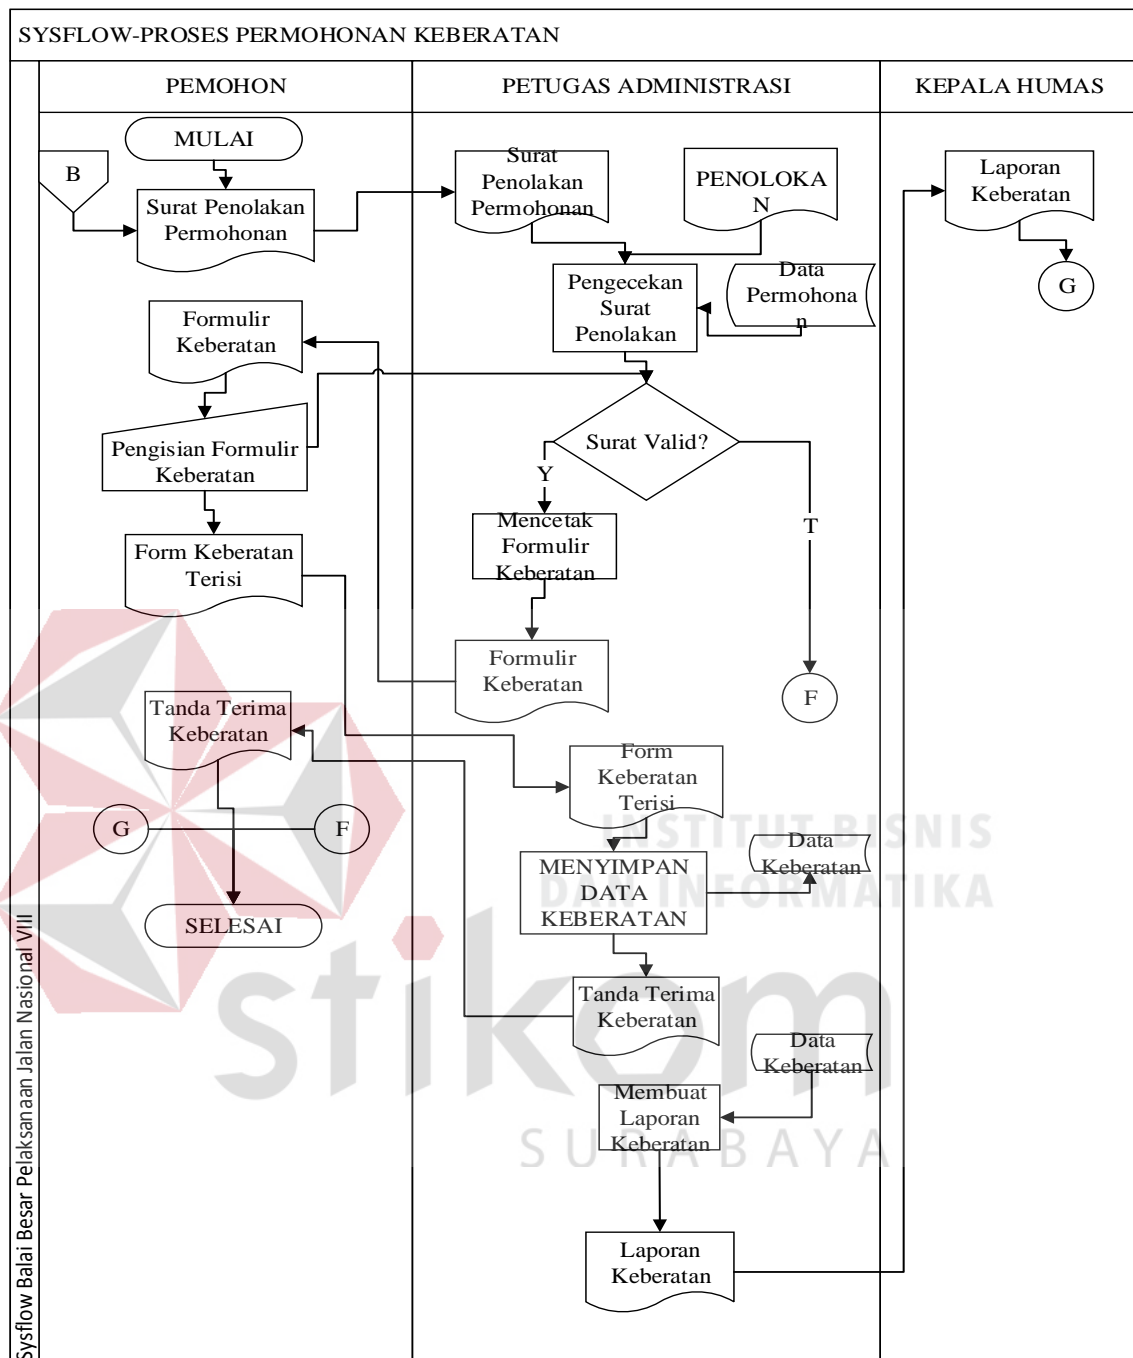 SYSFLOW-PROSES PERMOHONAN KEBERATAN
PEMOHON
PETUGAS ADMINISTRASI
KEPALA HUMAS
MULAI
B
Surat Penolakan
Permohonan
Formulir
Keberatan
Pengisian Formulir
Keberatan
Form Keberatan
Terisi
Tanda Terima
Keberatan
G
F
SELESAI
Surat
Penolakan
Permohonan
PENOLOKA
N
Pengecekan
Surat
Penolakan
Data
Permohona
n
Surat Valid?
Y
T
Mencetak
Formulir
Keberatan
Formulir
Keberatan
F
Form
Keberatan
Terisi
MENYIMPAN
DATA
KEBERATAN
Data
Keberatan
Tanda Terima
Keberatan
Data
Keberatan
Membuat
Laporan
Keberatan
Laporan
Keberatan
Laporan
Keberatan
G
Sysflow Balai Besar Pelaksanaan Jalan Nasional VIII
INSTITUT BISNIS
DAN INFORMATIKA
stikom
SURABAYA